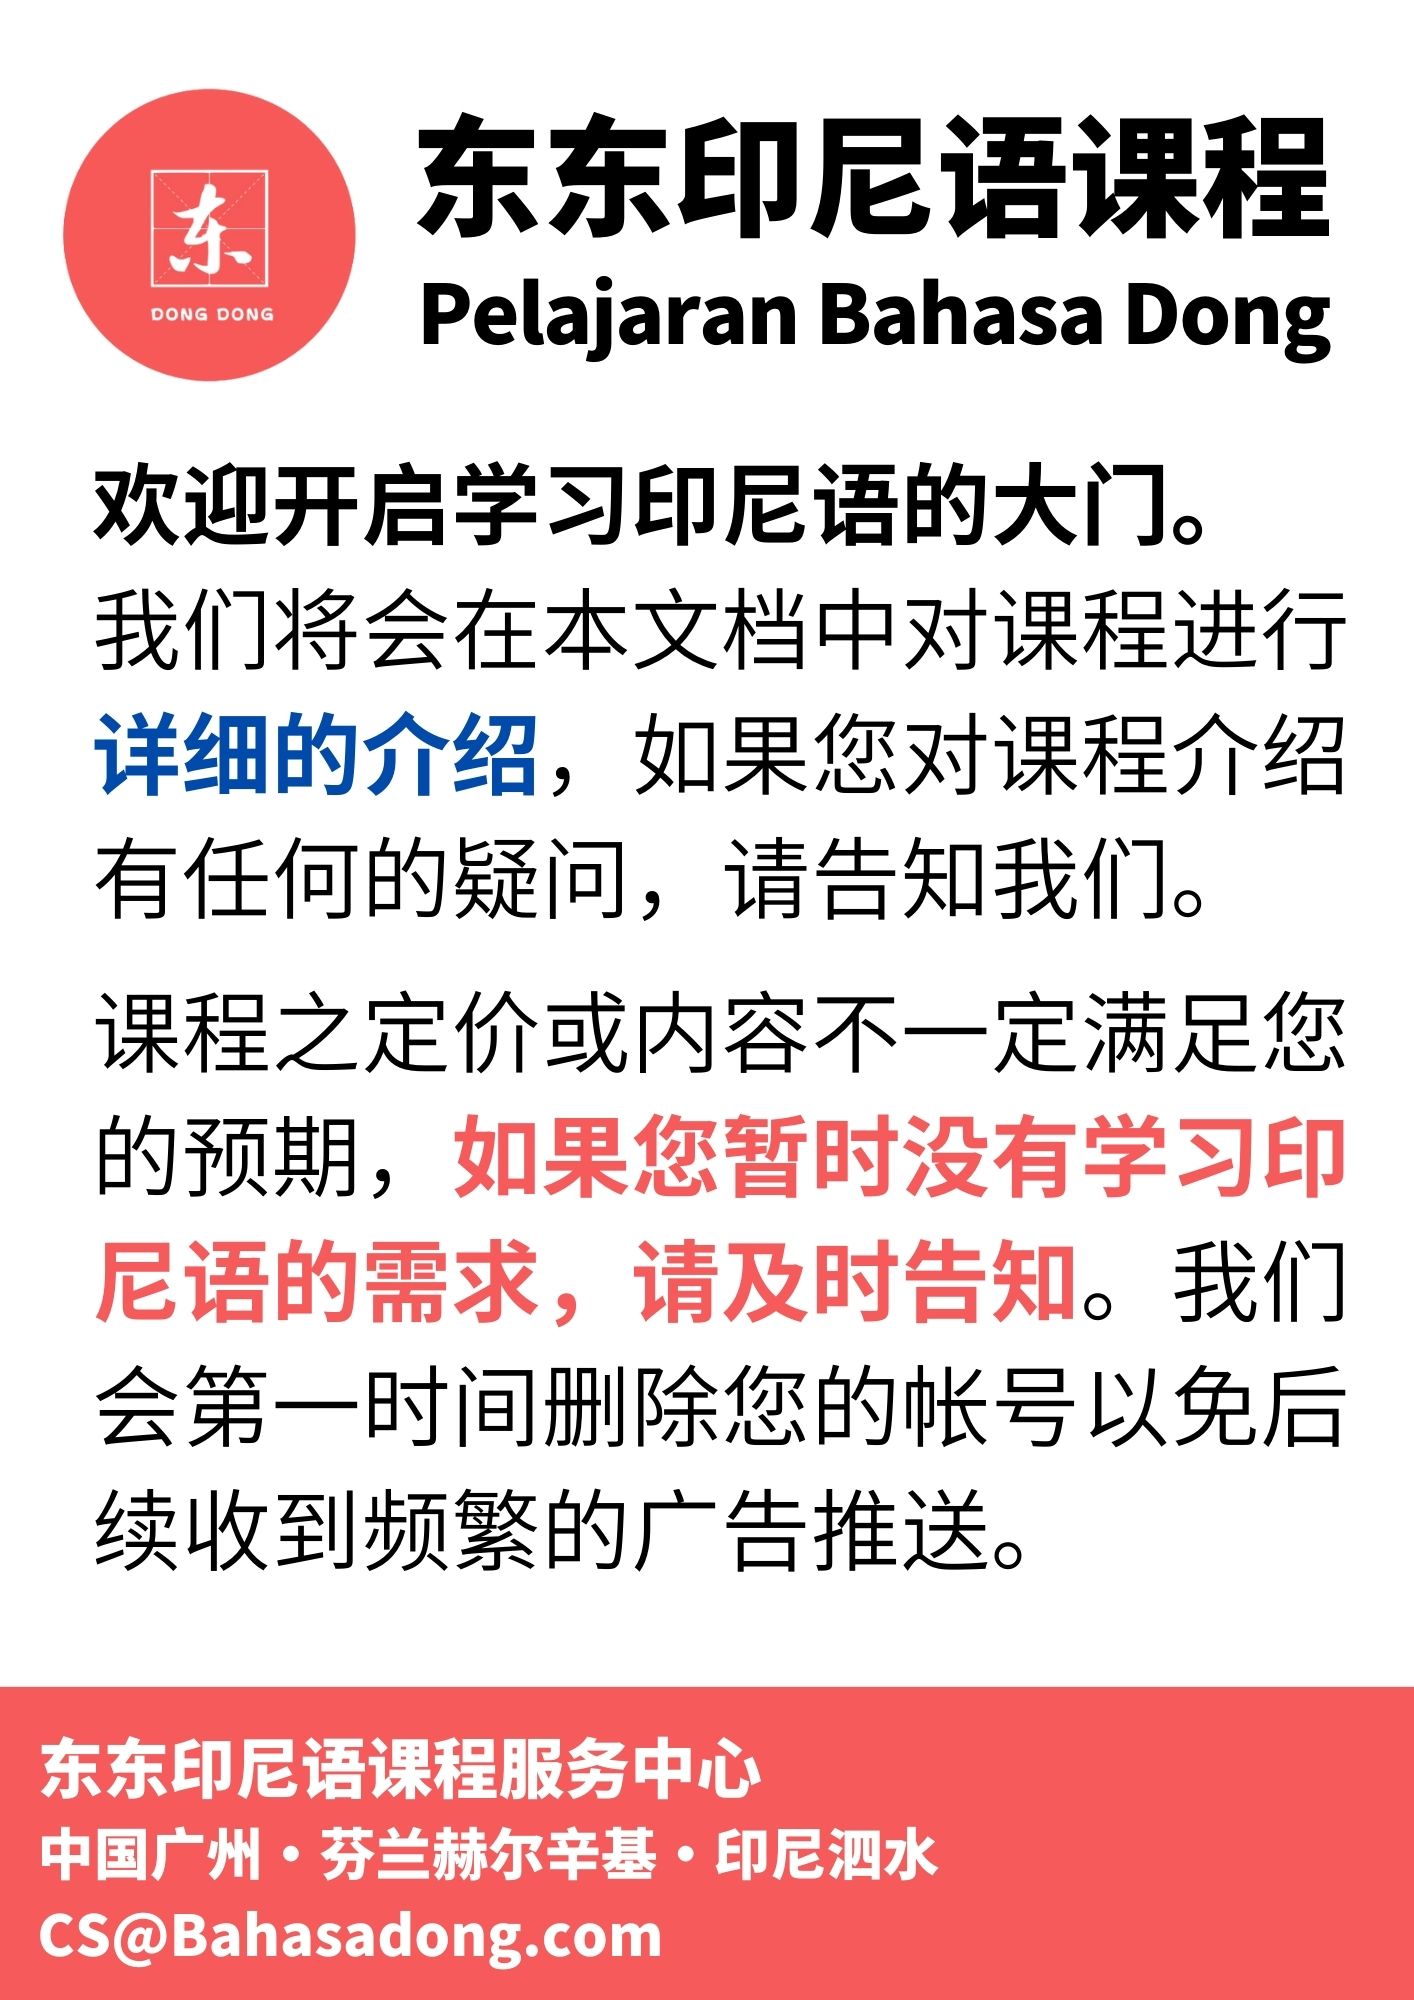 东
DONG DONG
东东印尼语课程
Pelajaran Bahasa Dong
欢迎开启学习印尼语的大门。
我们将会在本文档中对课程进行
详细的介绍，如果您对课程介绍
有任何的疑问，请告知我们。
课程之定价或内容不一定满足您
的预期，如果您暂时没有学习印
尼语的需求，请及时告知。我们
会第一时间删除您的帐号以免后
续收到频繁的广告推送。
东东印尼语课程服务中心
中国广州·芬兰赫尔辛基·印尼泗水
CS@Bahasadong.com